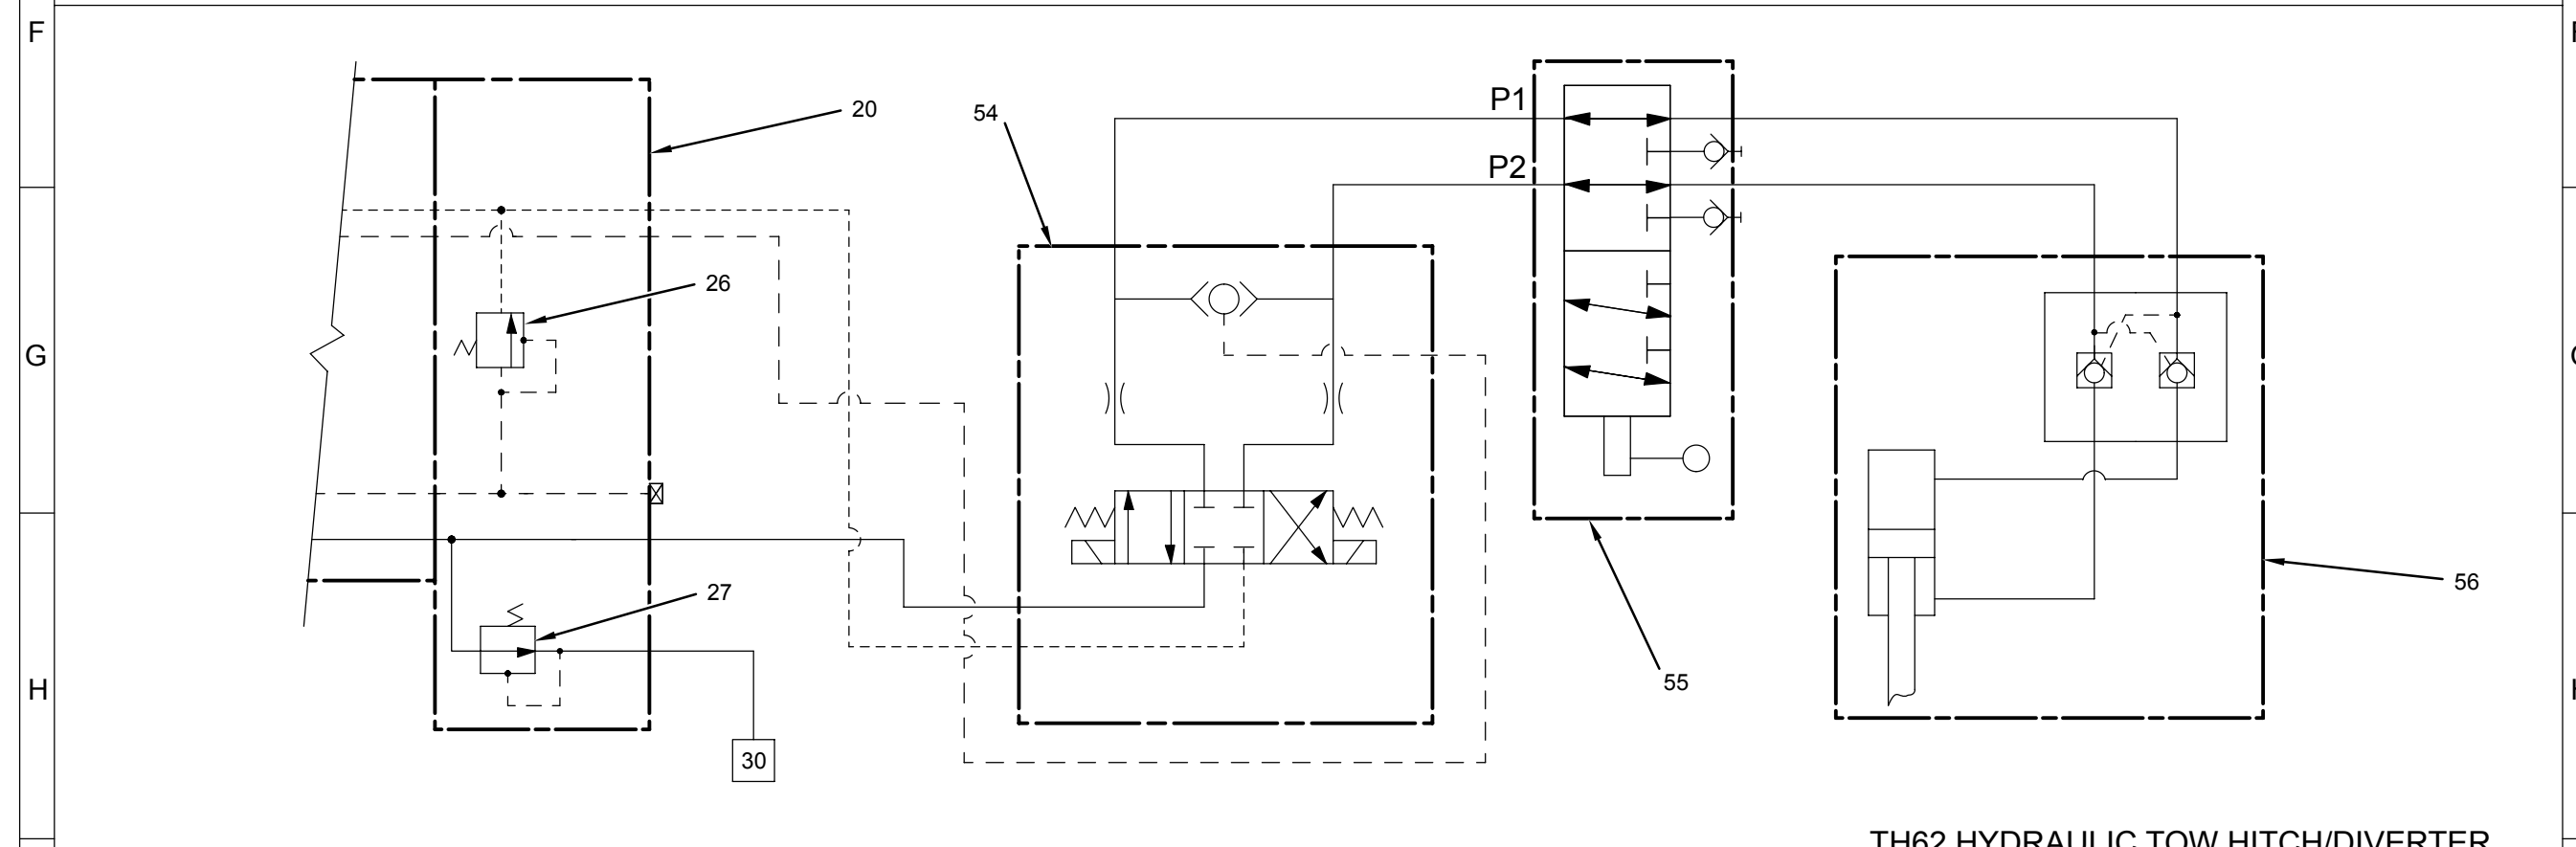 F
20
54
P1
P2
26
G
27
56
55
H
30
TH62 HYDRAULIC TOW HITCH/DIVERTER